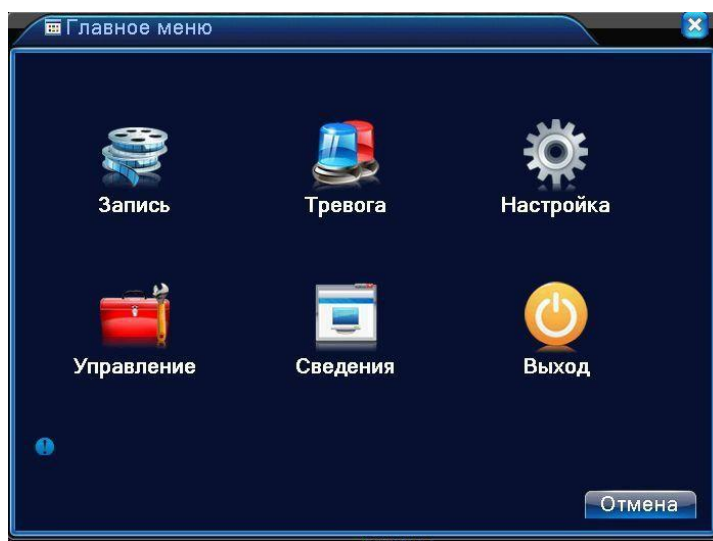 Главное меню
Запись
Тревога
Настройка
Управление
Сведения
Выход
Отмена